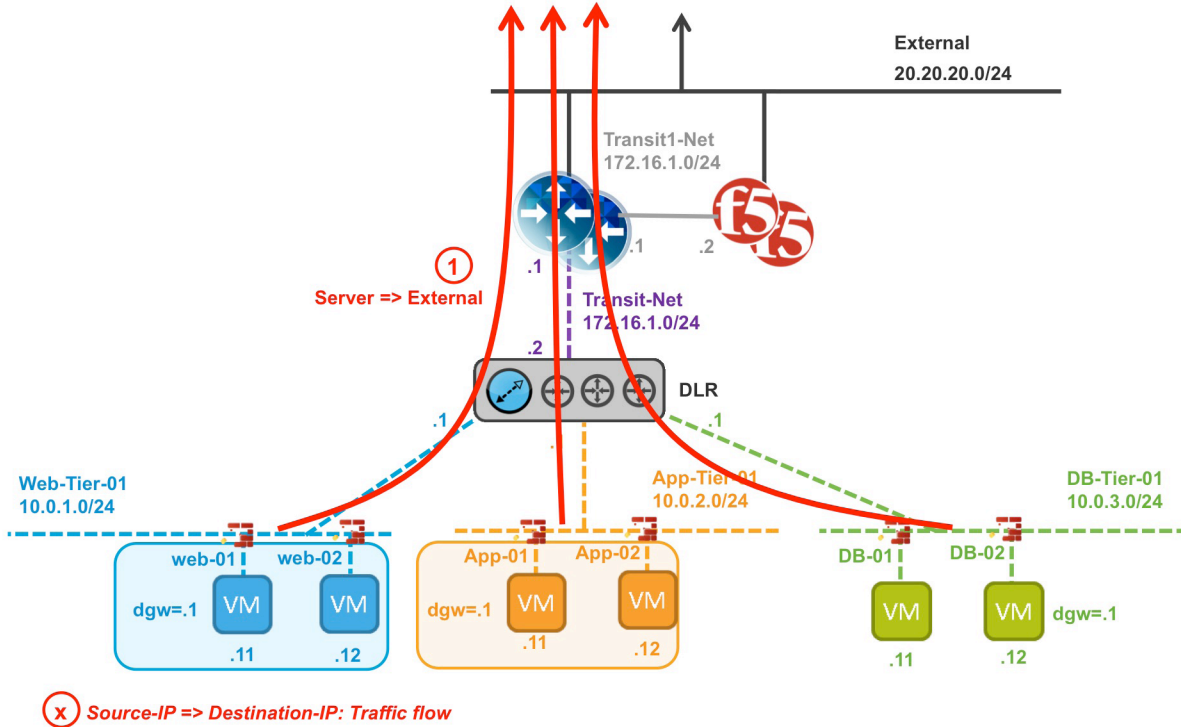 External
20.20.20.0/24
Transit1-Net
172.16.1.0/24
f5
f5
.1
.2
.1
1
Server => External
Transit-Net
172.16.1.0/24
.2
DLR
.1
.
.1
Web-Tier-01
10.0.1.0/24
App-Tier-01
10.0.2.0/24
DB-Tier-01
10.0.3.0/24
web-01
web-02
App-01
App-02
DB-01
DB-02
dgw=.1
VM
VM
dgw=.1
VM
VM
VM
VM
dgw=.1
.11
.12
.11
.12
.11
.12
x Source-IP => Destination-IP: Traffic flow